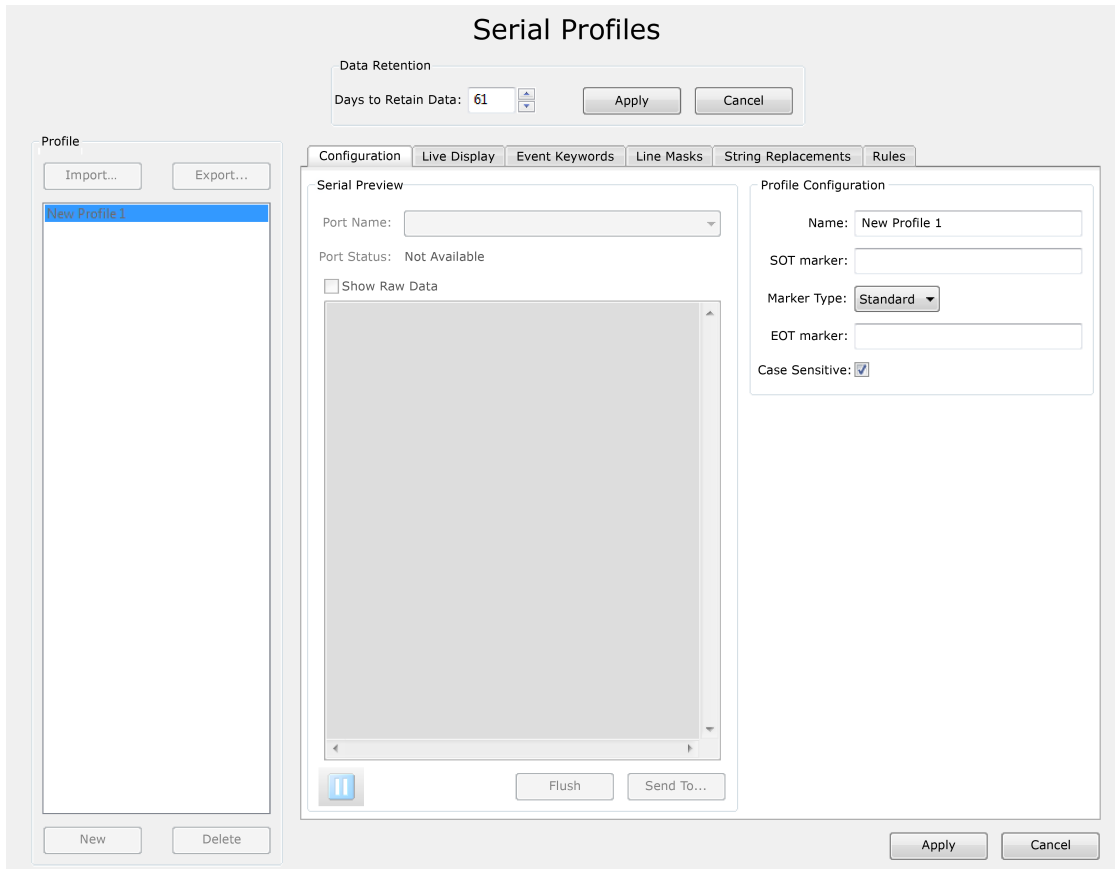 Serial Profiles
Data Retention
Days to Retain Data: 61 Apply Cancel
Profile
Import... Export...
New Profile 1
New Delete
Configuration Live Display Event Keywords Line Masks String Replacements Rules
Serial Preview
Port Name:
Port Status: Not Available
Show Raw Data
Flush Send To...
Profile Configuration
Name: New Profile 1
SOT marker:
Marker Type: Standard
EOT marker:
Case Sensitive:
Apply Cancel